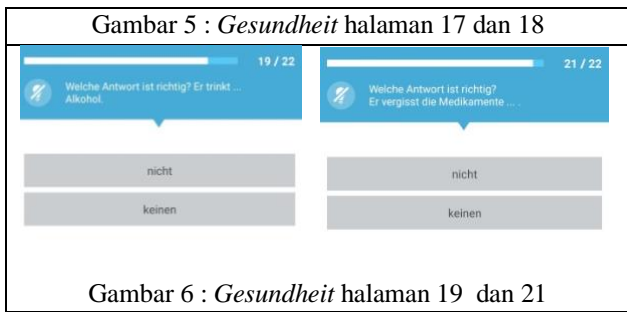 Gambar 5 : Gesundheit halaman 17 dan 18
19 / 22
Welche Antwort ist richtig? Er trinkt ...
Alkohol.
nicht
keinen
21 / 22
Welche Antwort ist richtig?
Er vergisst die Medikamente ... .
nicht
keinen
Gambar 6 : Gesundheit halaman 19 dan 21